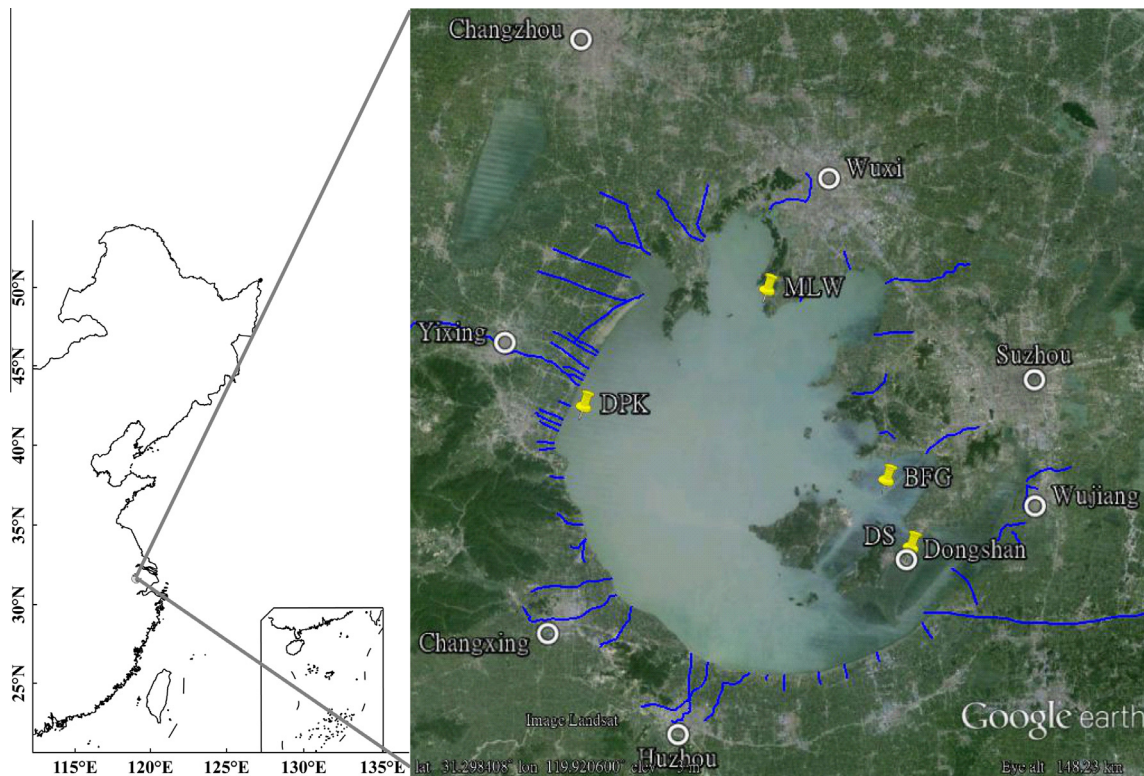 Changzhou
Wuxi
MLW
Yixing
Suzhou
DPK
BFG
Wujiang
DS
Dongshan
Changxing
Image Landsat
Google earth
Huzhou
lat 31.298408° lon 119.920600° elev
Eye alt 148.23 km
50°N
45°N
40°N
35°N
30°N
25°N
115°E
120°E
125°E
130°E
135°E